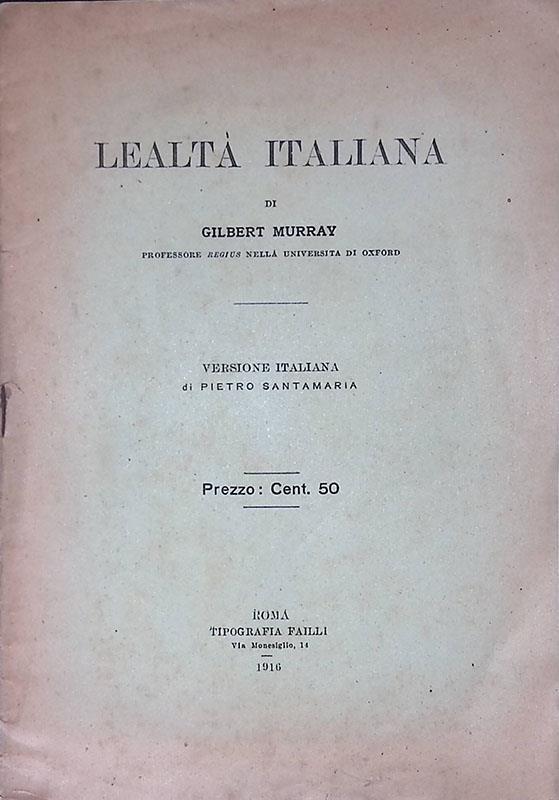 LEALTÀ ITALIANA
DI
GILBERT MURRAY
PROFESSORE REGIUS NELLA UNIVERSITA DI OXFORD
VERSIONE ITALIANA
di PIETRO SANTAMARIA
Prezzo: Cent. 50
ROMA
TIPOGRAFIA FAILLI
Via Monesiglio, 14
1916